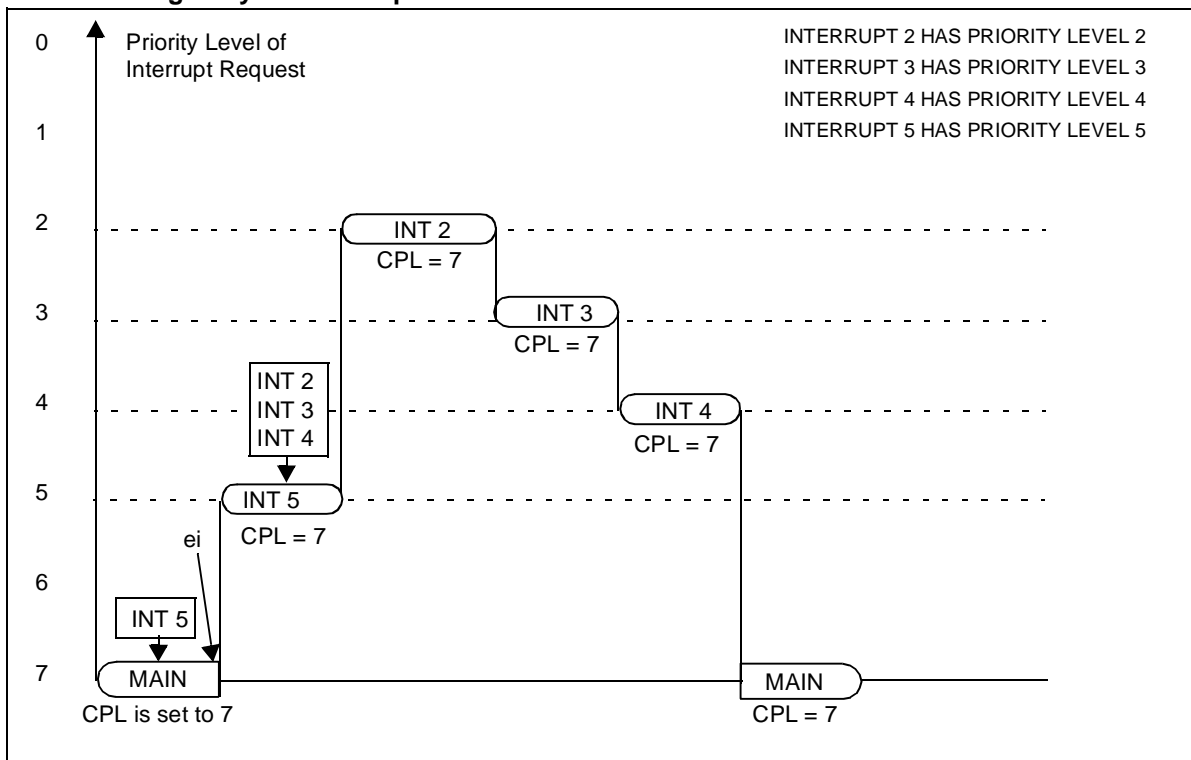 0
Priority Level of
Interrupt Request
INTERRUPT 2 HAS PRIORITY LEVEL 2
INTERRUPT 3 HAS PRIORITY LEVEL 3
INTERRUPT 4 HAS PRIORITY LEVEL 4
INTERRUPT 5 HAS PRIORITY LEVEL 5
1
2
INT 2
CPL = 7
3
INT 3
CPL = 7
INT 2
INT 3
INT 4
4
INT 4
CPL = 7
5
INT 5
CPL = 7
ei
6
INT 5
7
MAIN
CPL is set to 7
MAIN
CPL = 7